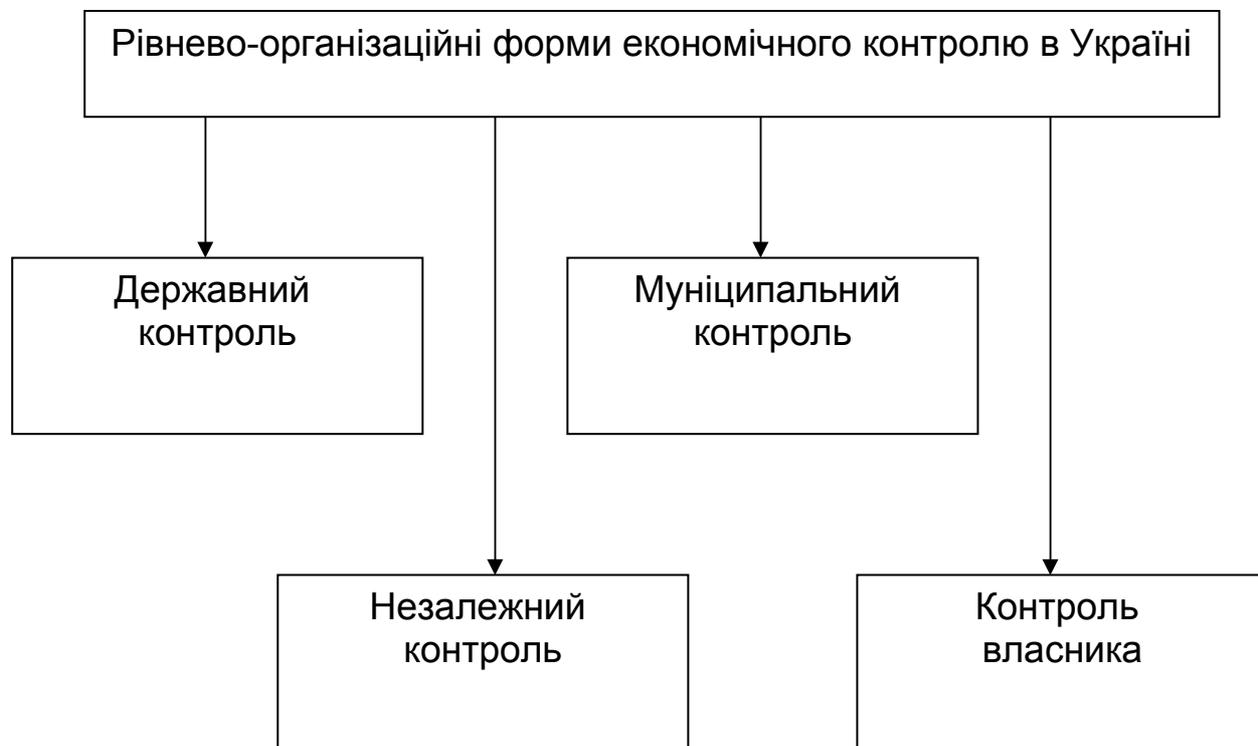 Рівнево-організаційні форми економічного контролю в Україні
Державний
контроль
Муніципальний
контроль
Незалежний
контроль
Контроль
власника